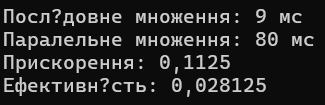 Посл?довне множення: 9 мс
Паралельне множення: 80 мс
Прискорення: 0,1125
Ефективн?сть: 0,028125